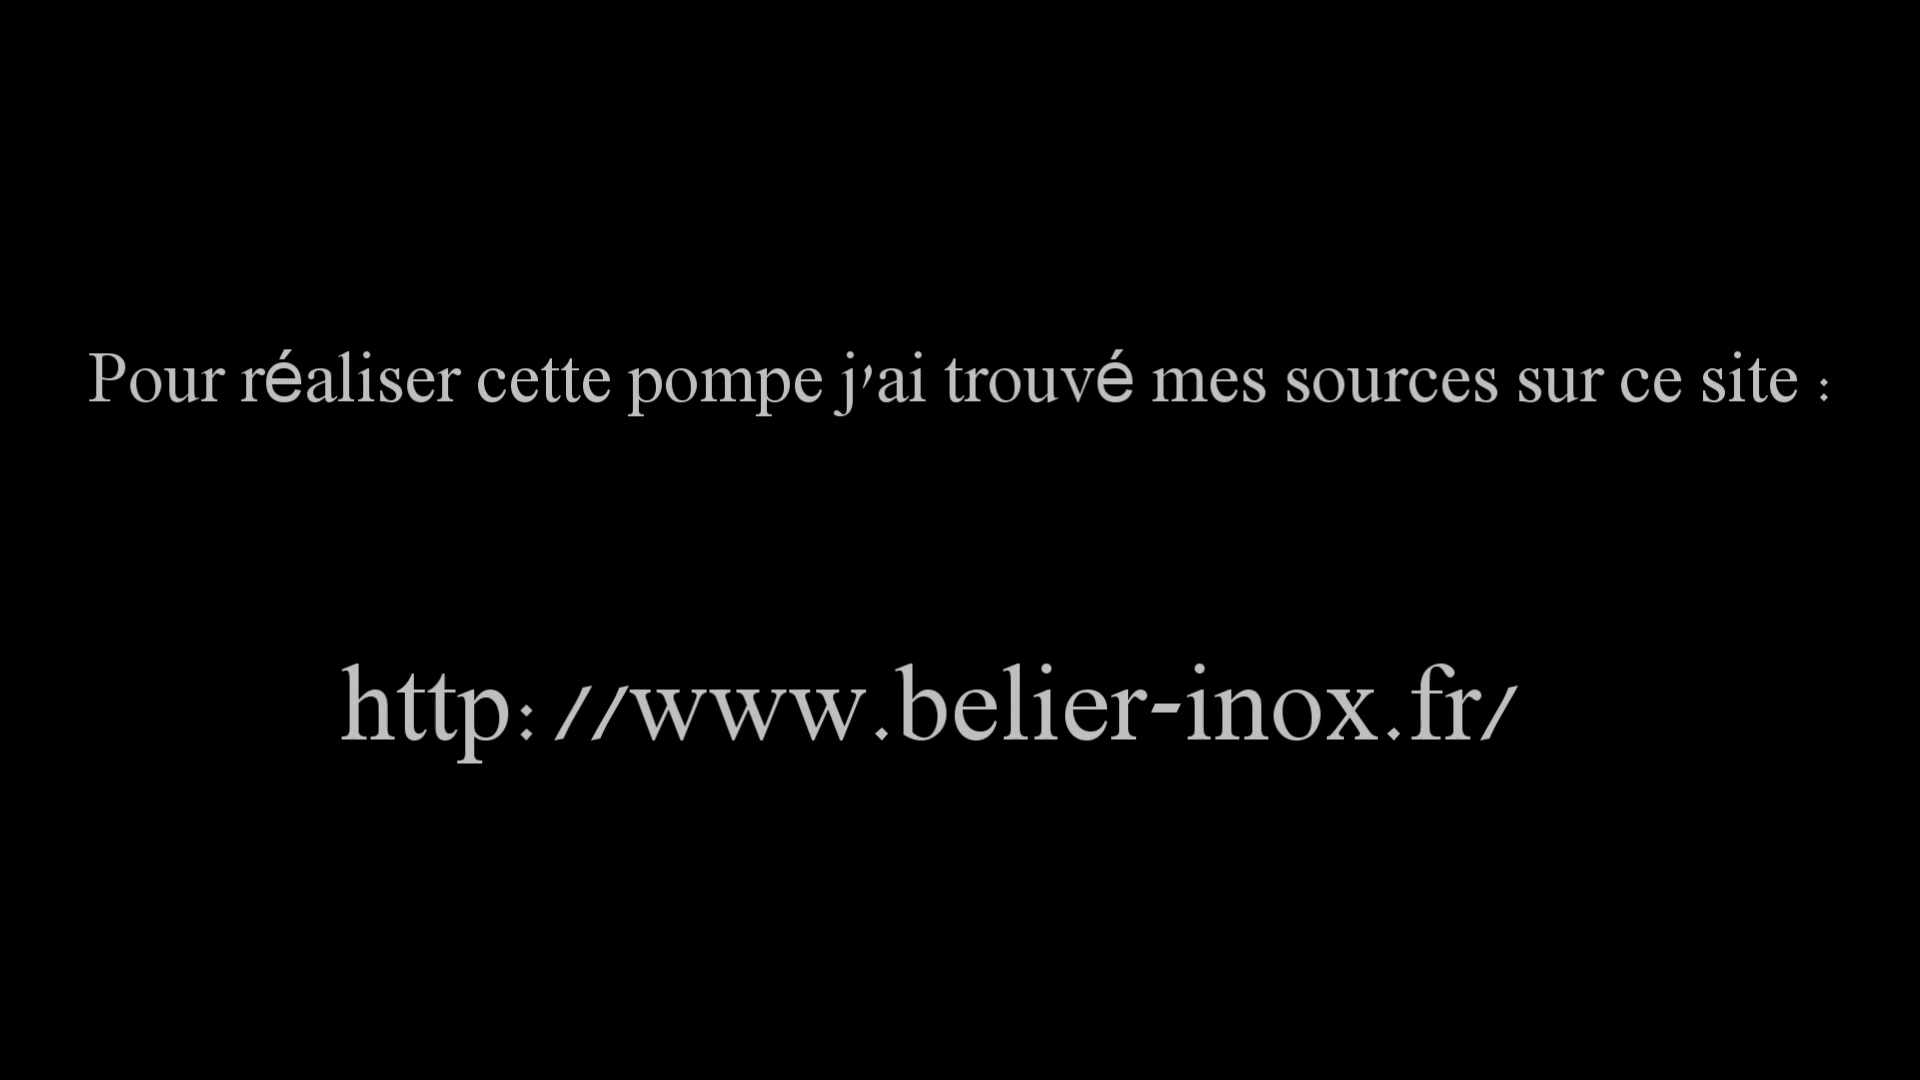 Pour réaliser cette pompe j'ai trouvé mes sources sur ce site :
http://www.belier-inox.fr/